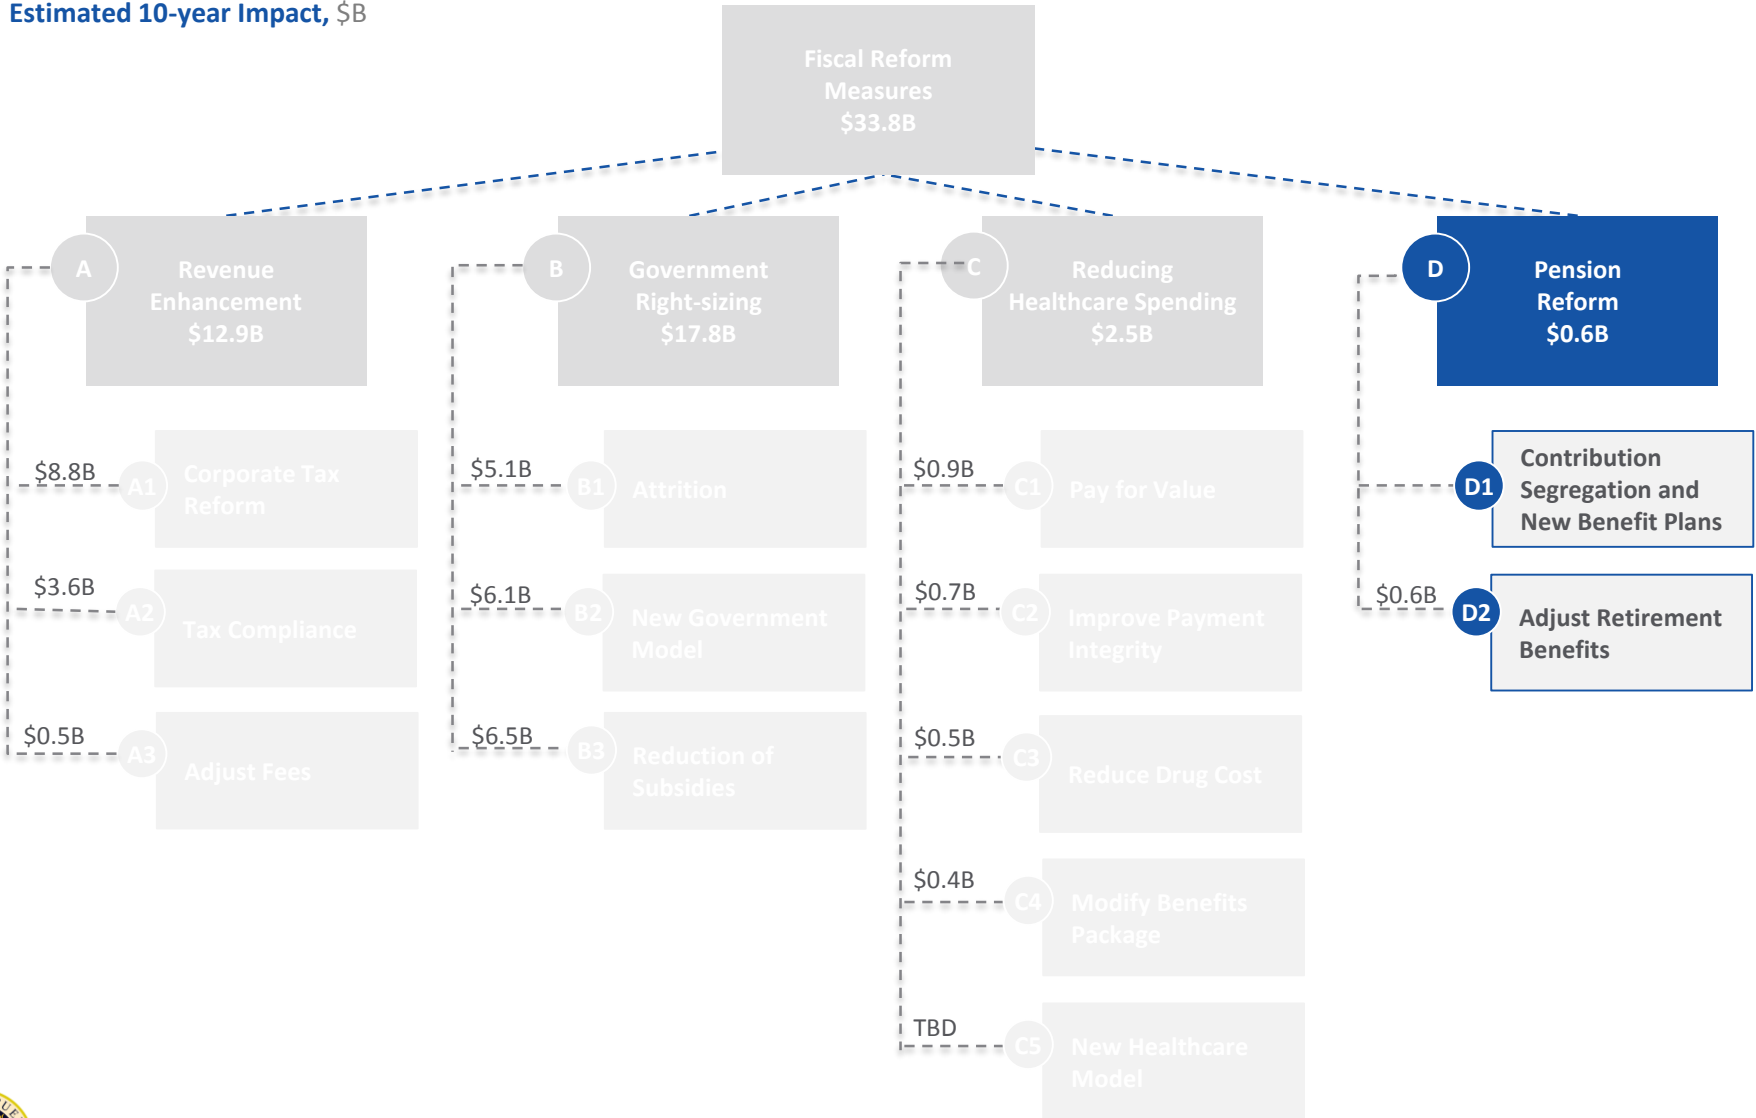 Estimated 10-year Impact, $B
Fiscal Reform
Measures
$33.8B
A
Revenue
Enhancement
$12.9B
B
Government
Right-sizing
$17.8B
C
Reducing
Healthcare Spending
$2.5B
D
Pension
Reform
$0.6B
$8.8B
A1
Corporate Tax
Reform
$3.6B
A2
Tax Compliance
$0.5B
A3
Adjust Fees
$5.1B
B1
Attrition
$6.1B
B2
New Government
Model
$6.5B
B3
Reduction of
Subsidies
$0.9B
C1
Pay for Value
$0.7B
C2
Improve Payment
Integrity
$0.5B
C3
Reduce Drug Cost
$0.4B
C4
Modify Benefits
Package
TBD
C5
New Healthcare
Model
D1
Contribution
Segregation and
New Benefit Plans
$0.6B
D2
Adjust Retirement
Benefits